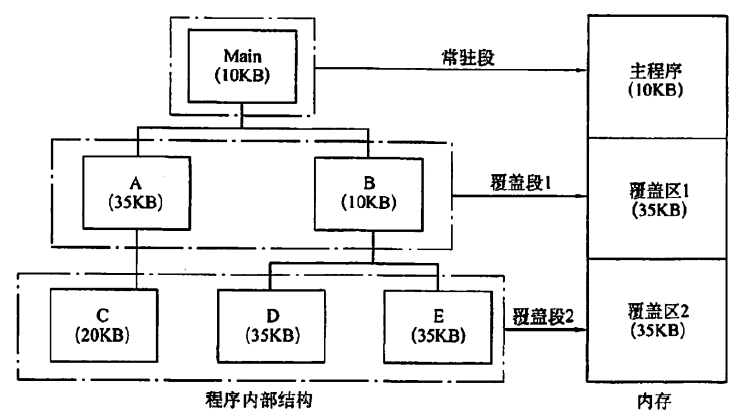 Main
(10KB)
常驻段
主程序
(10KB)
A
(35KB)
B
(10KB)
覆盖段1
覆盖区1
(35KB)
C
(20KB)
D
(35KB)
E
(35KB)
覆盖段2
覆盖区2
(35KB)
程序内部结构
内存